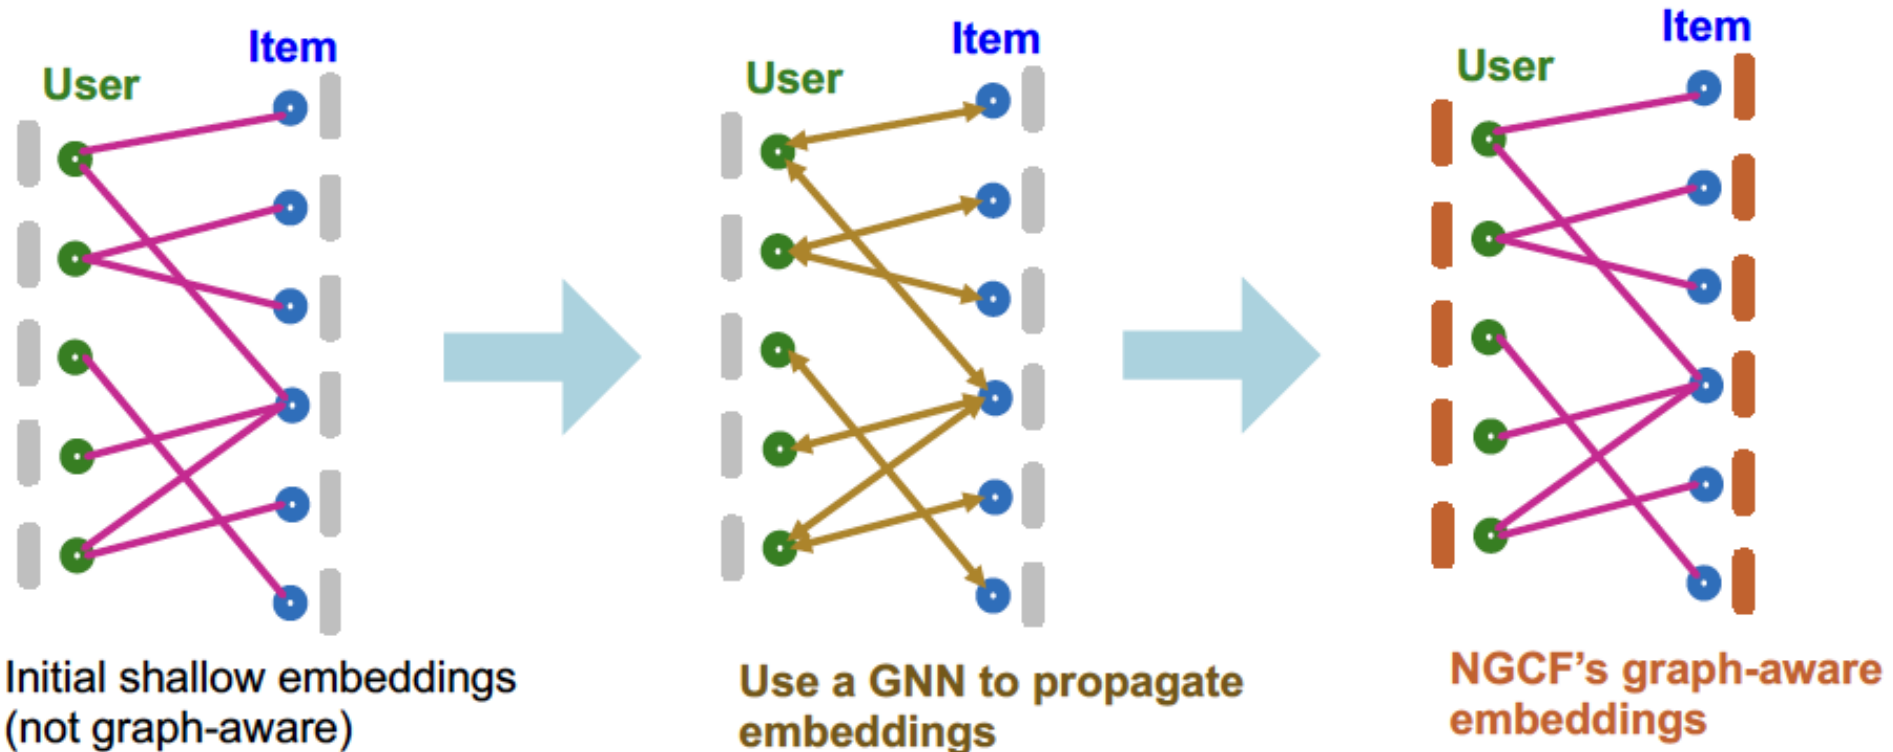 User
Item
Initial shallow embeddings
(not graph-aware)
User
Item
Use a GNN to propagate
embeddings
User
Item
NGCF’s graph-aware
embeddings